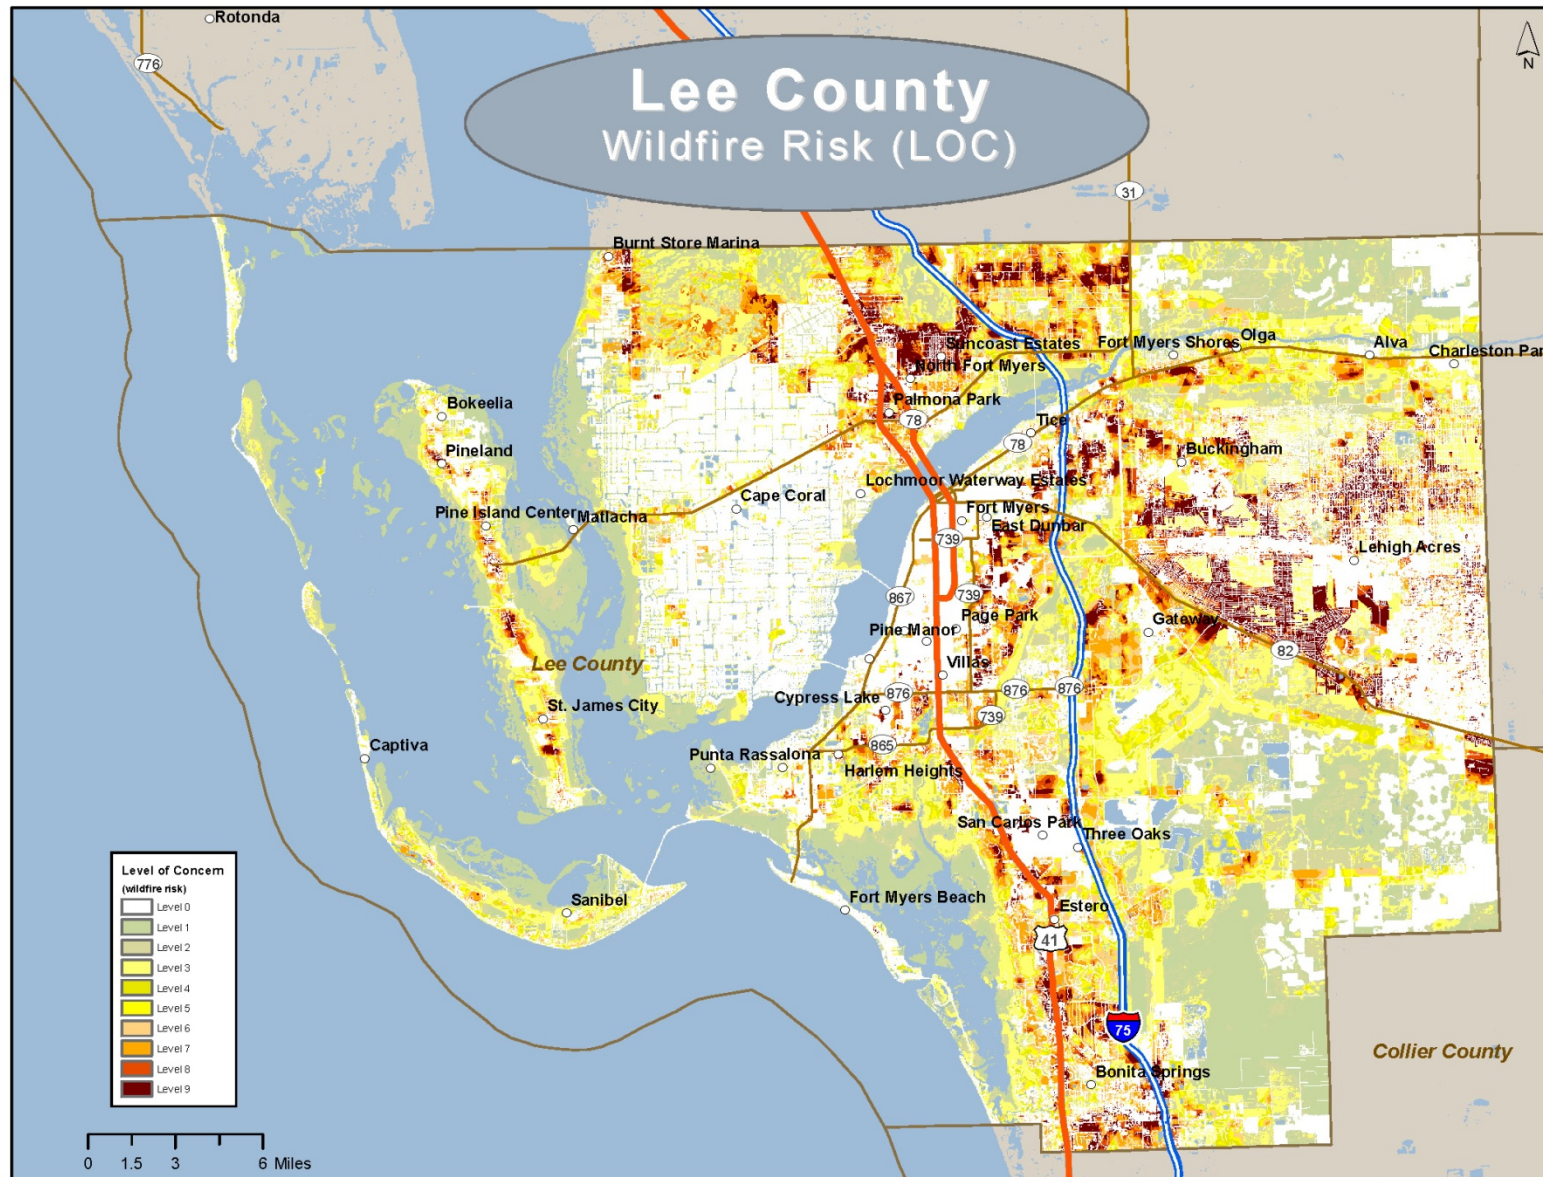 Rotonda
776
N
Lee County
Wildfire Risk (LOC)
31
Burnt Store Marina
Suncoast Estates
Fort Myers Shores
Olga
Alva
Charleston Par
North Fort Myers
Palmona Park
78
Bokeelia
Tice
78
Buckingham
Pineland
Lochmoor Waterway Estates
Cape Coral
Pine Island Center
Matlacha
Fort Myers
East Dunbar
739
Lehigh Acres
867
739
Page Park
Pine Manor
Gateway
82
Lee County
Villas
876
876
876
Cypress Lake
St. James City
739
865
Captiva
Punta Rassalona
Harlem Heights
San Carlos Park
Three Oaks
Level of Concern
(wildfire risk)
Level 0
Level 1
Level 2
Level 3
Level 4
Level 5
Level 6
Level 7
Level 8
Level 9
Sanibel
Fort Myers Beach
Estero
41
75
Collier County
Bonita Springs
0 1.5 3 6 Miles